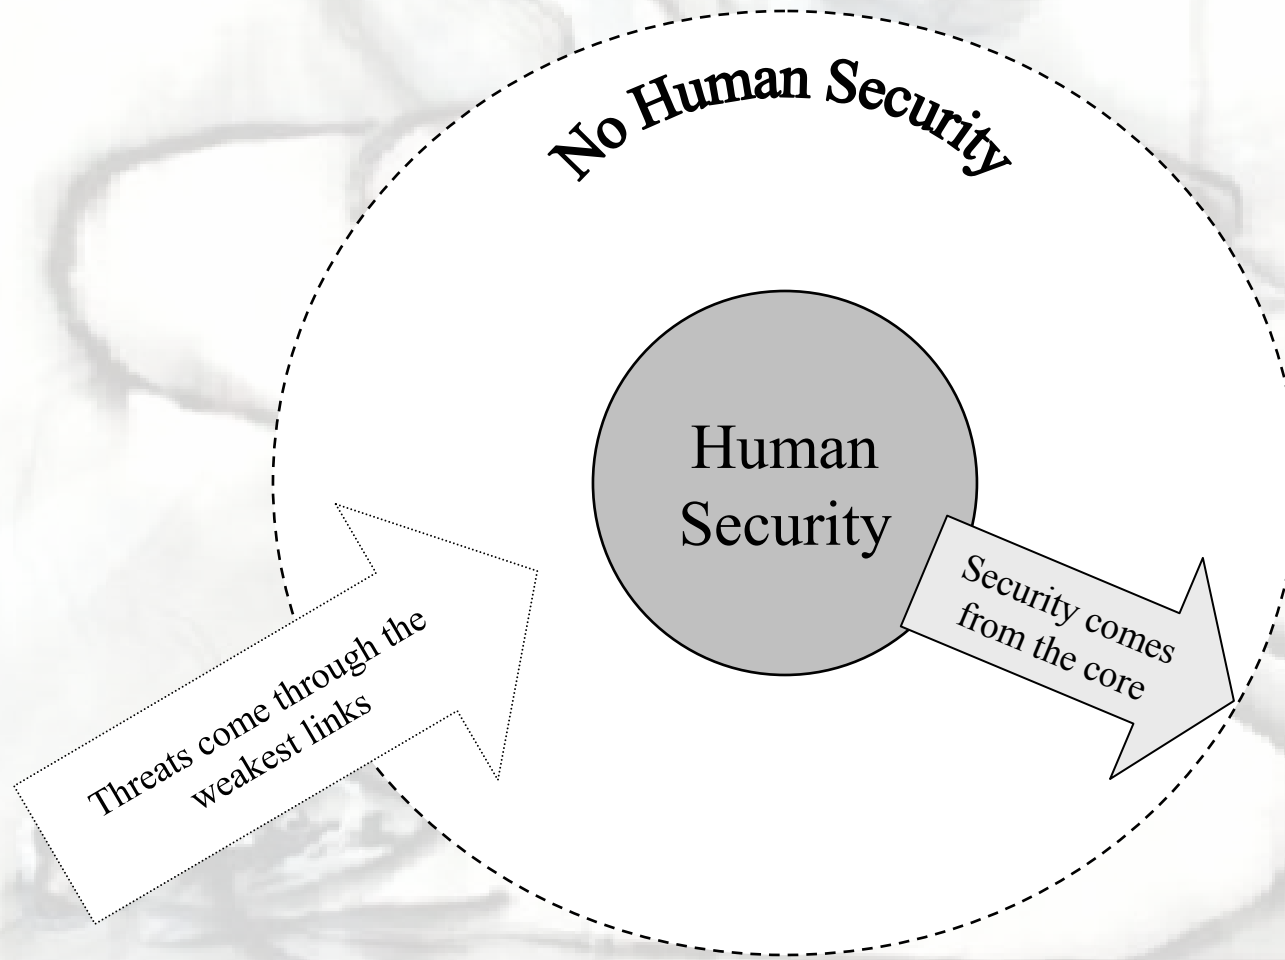 No Human Security
Human
Security
Security comes
from the core
Threats come through the
weakest links